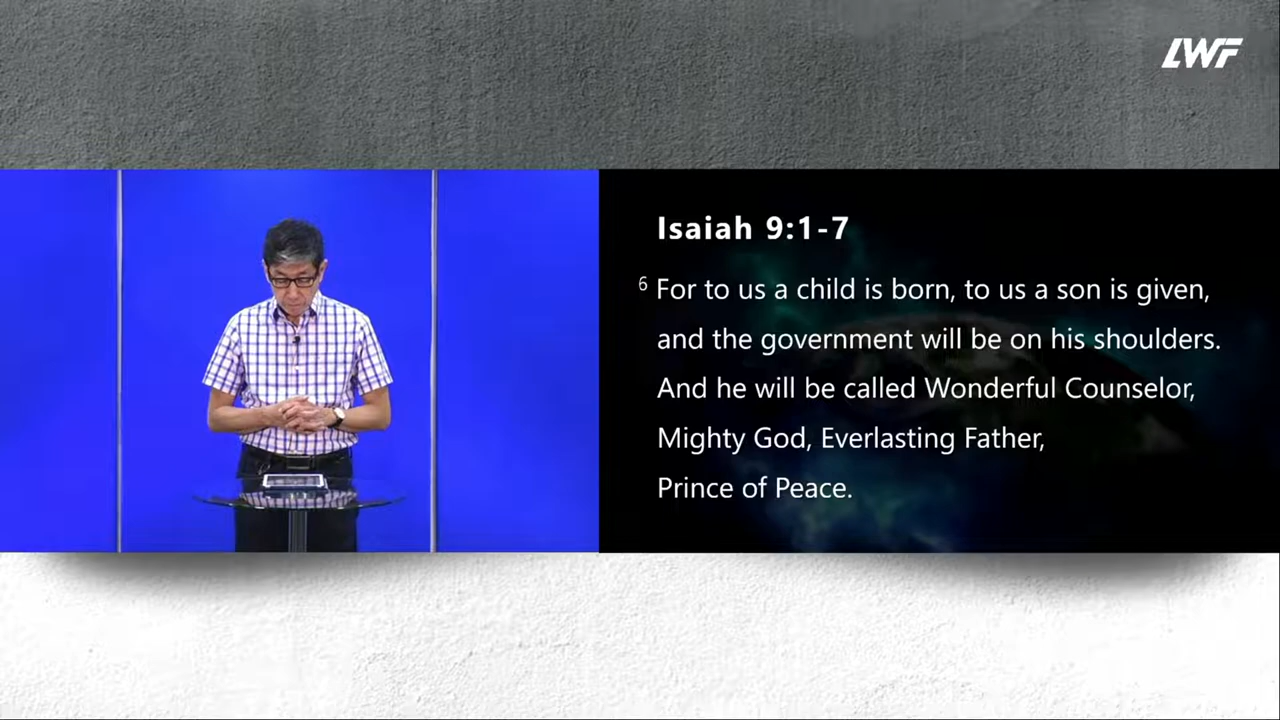 LWF
Isaiah 9:1-7
6 For to us a child is born, to us a son is given,
and the government will be on his shoulders.
And he will be called Wonderful Counselor,
Mighty God, Everlasting Father,
Prince of Peace.